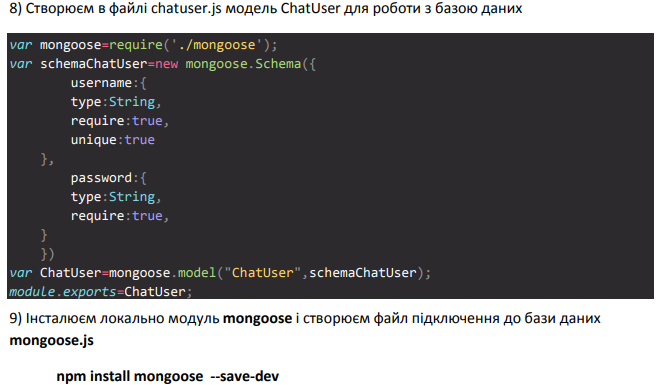 8) Створюєм в файлі chatuser.js модель ChatUser для роботи з базою даних
var mongoose=require('./mongoose');
var schemaChatUser=new mongoose.Schema({
username:{
type:String,
require:true,
unique:true
},
password:{
type:String,
require:true,
}
})
var ChatUser=mongoose.model("ChatUser",schemaChatUser);
module.exports=ChatUser;
9) Інсталюєм локально модуль mongoose і створюєм файл підключення до бази даних
mongoose.js
npm install mongoose --save-dev